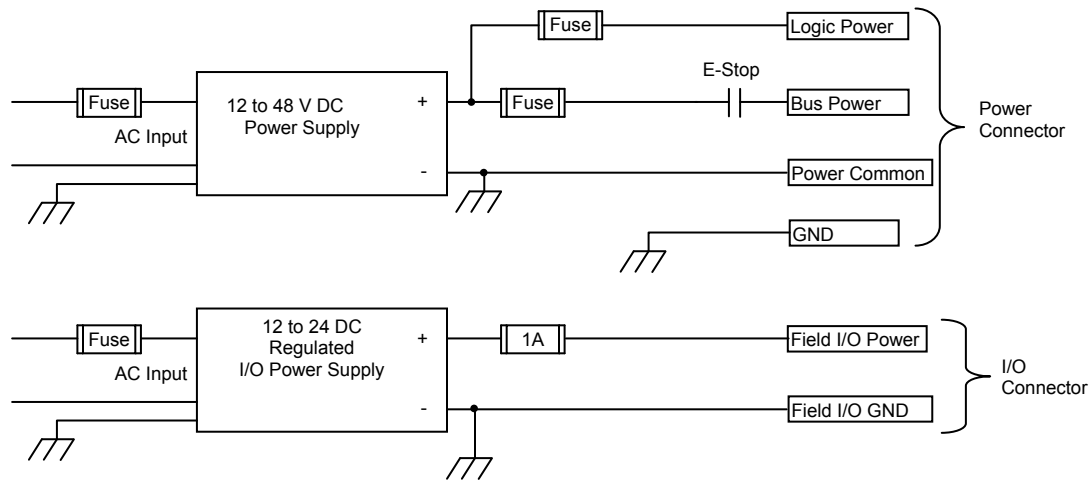 Fuse
Logic Power
E-Stop
Fuse
12 to 48 V DC
Power Supply
+
Fuse
Bus Power
Power
Connector
AC Input
-
Power Common
GND
Fuse
12 to 24 DC
Regulated
I/O Power Supply
+
1A
Field I/O Power
I/O
Connector
AC Input
-
Field I/O GND